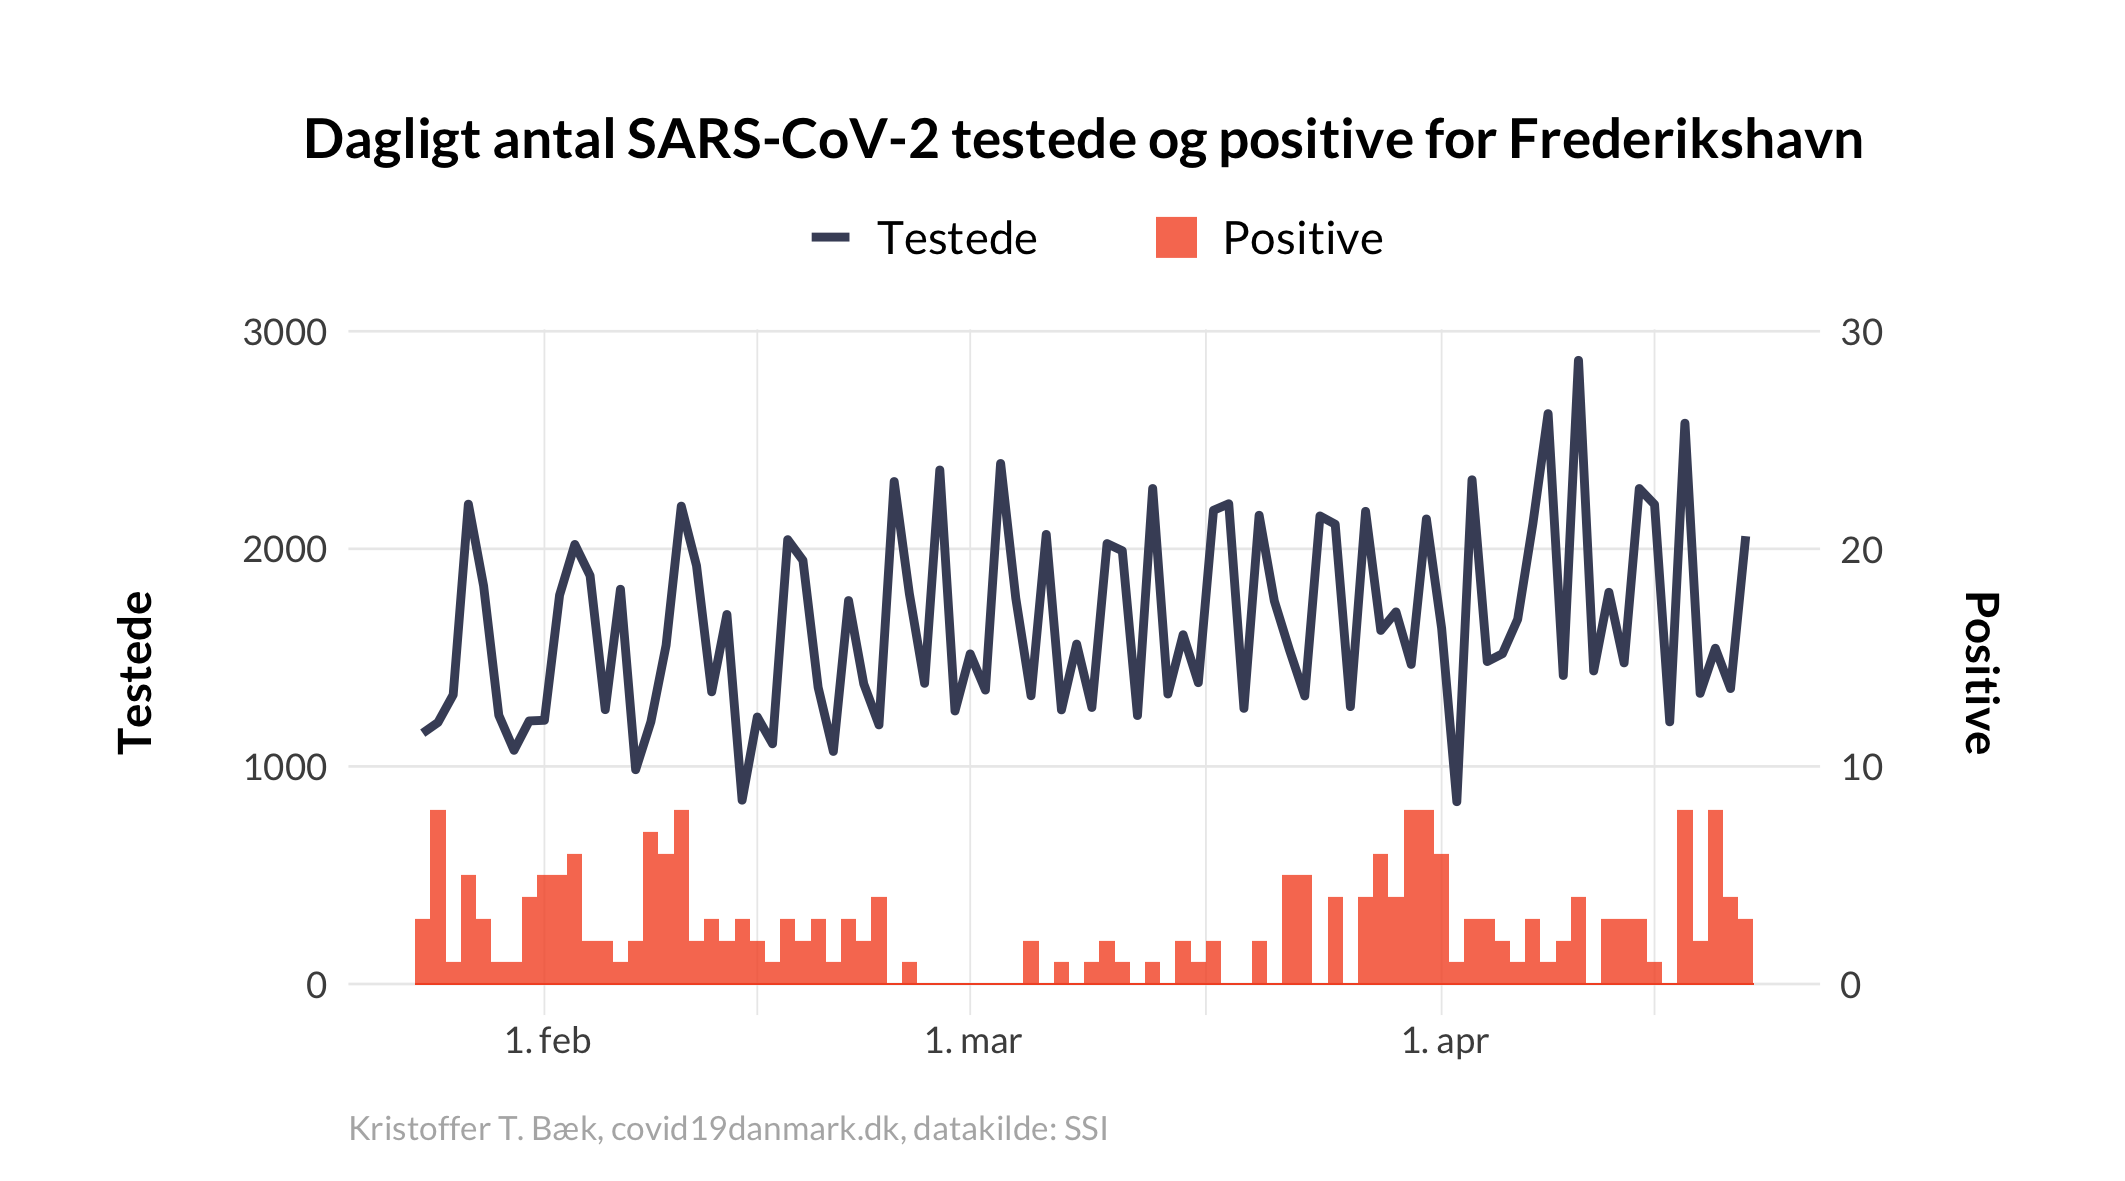 Dagligt antal SARS-CoV-2 testede og positive for Frederikshavn
Testede
Positive
3000
2000
1000
0
30
20
10
0
Testede
Positive
1. feb
1. mar
1. apr
Kristoffer T. Bæk, covid19danmark.dk, datakilde: SSI